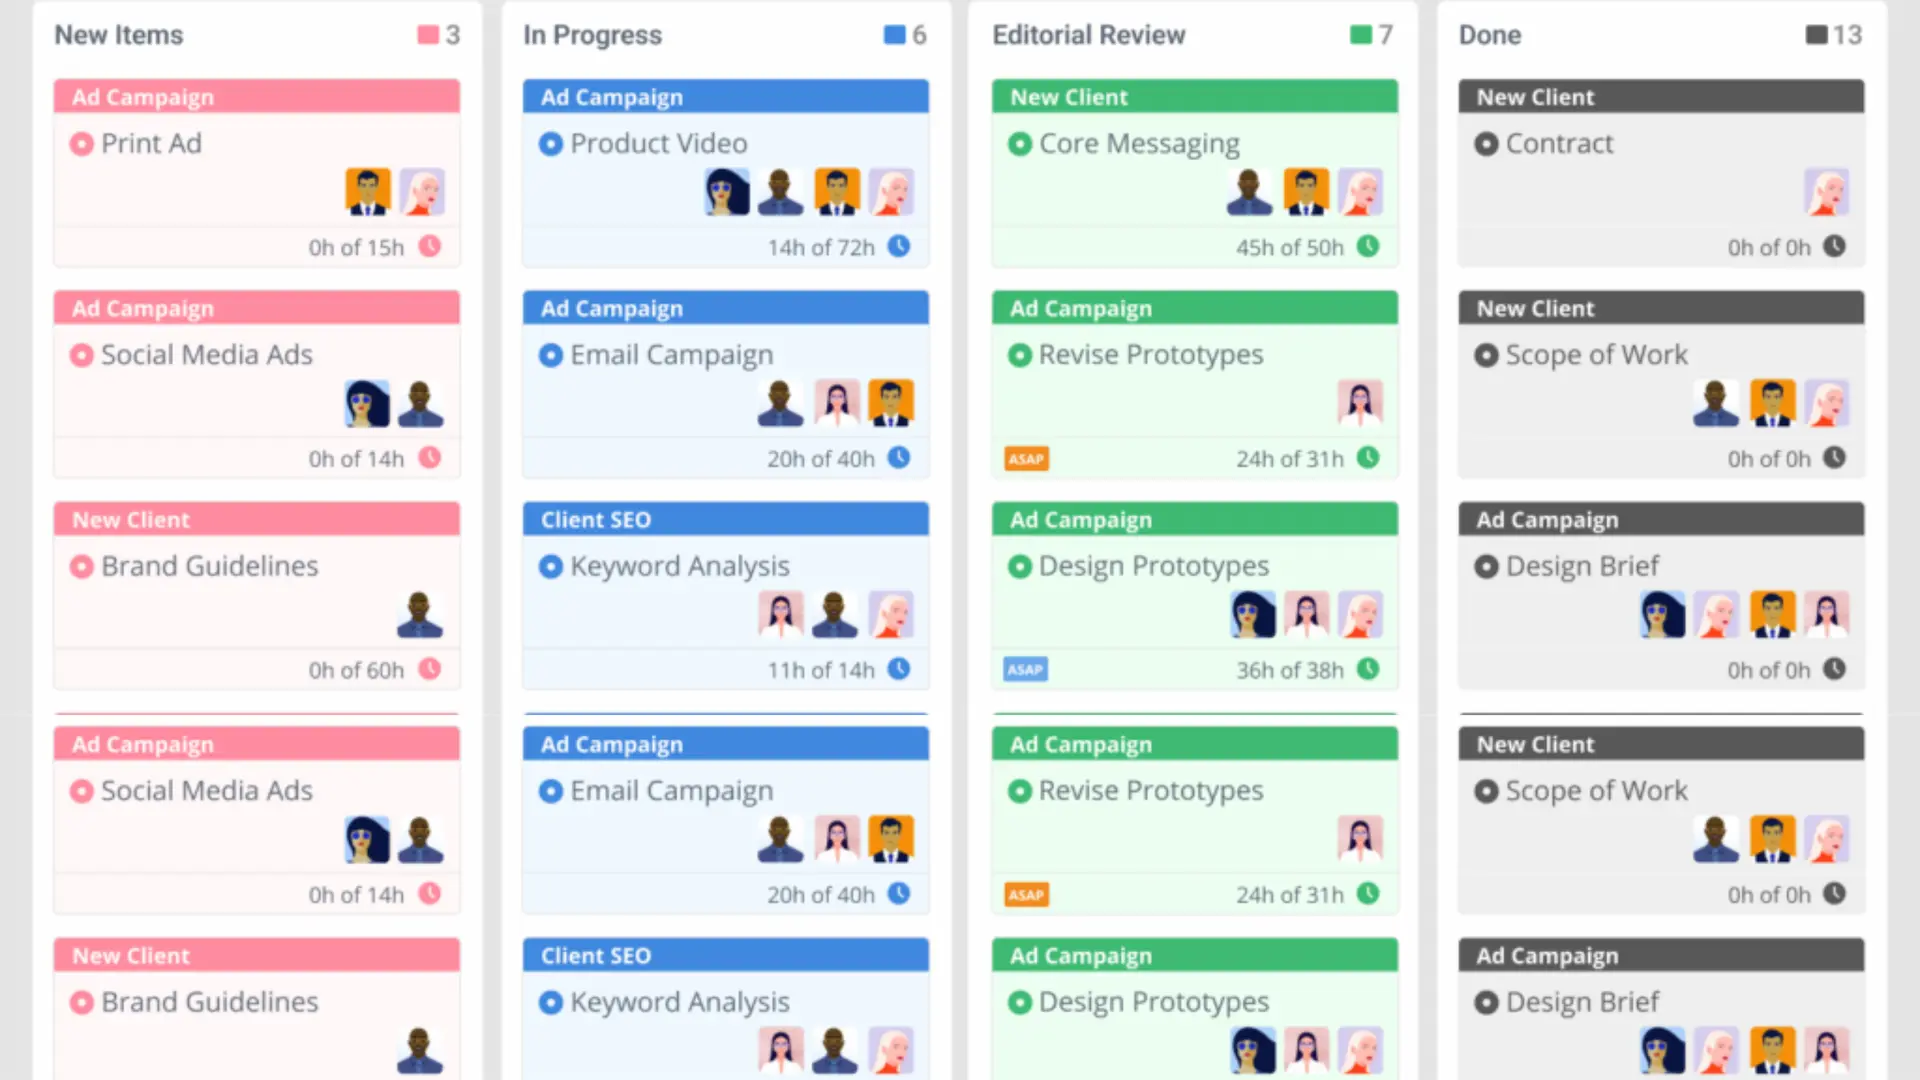 New Items 3
Ad Campaign
Print Ad
0h of 15h
Ad Campaign
Social Media Ads
0h of 14h
New Client
Brand Guidelines
0h of 60h
Ad Campaign
Social Media Ads
0h of 14h
New Client
Brand Guidelines
In Progress 6
Ad Campaign
Product Video
14h of 72h
Ad Campaign
Email Campaign
20h of 40h
Client SEO
Keyword Analysis
11h of 14h
Ad Campaign
Email Campaign
20h of 40h
Client SEO
Keyword Analysis
Editorial Review 7
New Client
Core Messaging
45h of 50h
Ad Campaign
Revise Prototypes
ASAP 24h of 31h
Ad Campaign
Design Prototypes
ASAP 36h of 38h
Ad Campaign
Revise Prototypes
ASAP 24h of 31h
Ad Campaign
Design Prototypes
Done 13
New Client
Contract
0h of 0h
New Client
Scope of Work
0h of 0h
Ad Campaign
Design Brief
0h of 0h
New Client
Scope of Work
0h of 0h
Ad Campaign
Design Brief